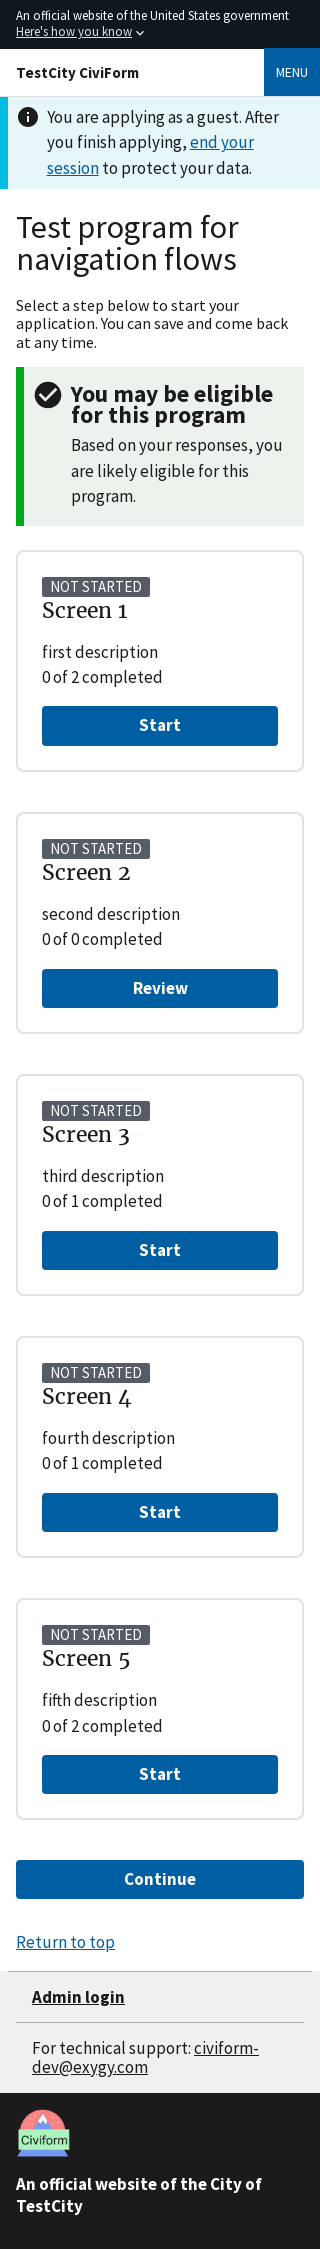 An official website of the United States government
Here's how you know
TestCity CiviForm
MENU
You are applying as a guest. After
you finish applying, end your
session to protect your data.
Test program for
navigation flows
Select a step below to start your
application. You can save and come back
at any time.
You may be eligible
for this program
Based on your responses, you
are likely eligible for this
program.
NOT STARTED
Screen 1
first description
0 of 2 completed
Start
NOT STARTED
Screen 2
second description
0 of 0 completed
Review
NOT STARTED
Screen 3
third description
0 of 1 completed
Start
NOT STARTED
Screen 4
fourth description
0 of 1 completed
Start
NOT STARTED
Screen 5
fifth description
0 of 2 completed
Start
Continue
Return to top
Admin login
For technical support: civiform-
dev@exygy.com
Civiform
An official website of the City of
TestCity